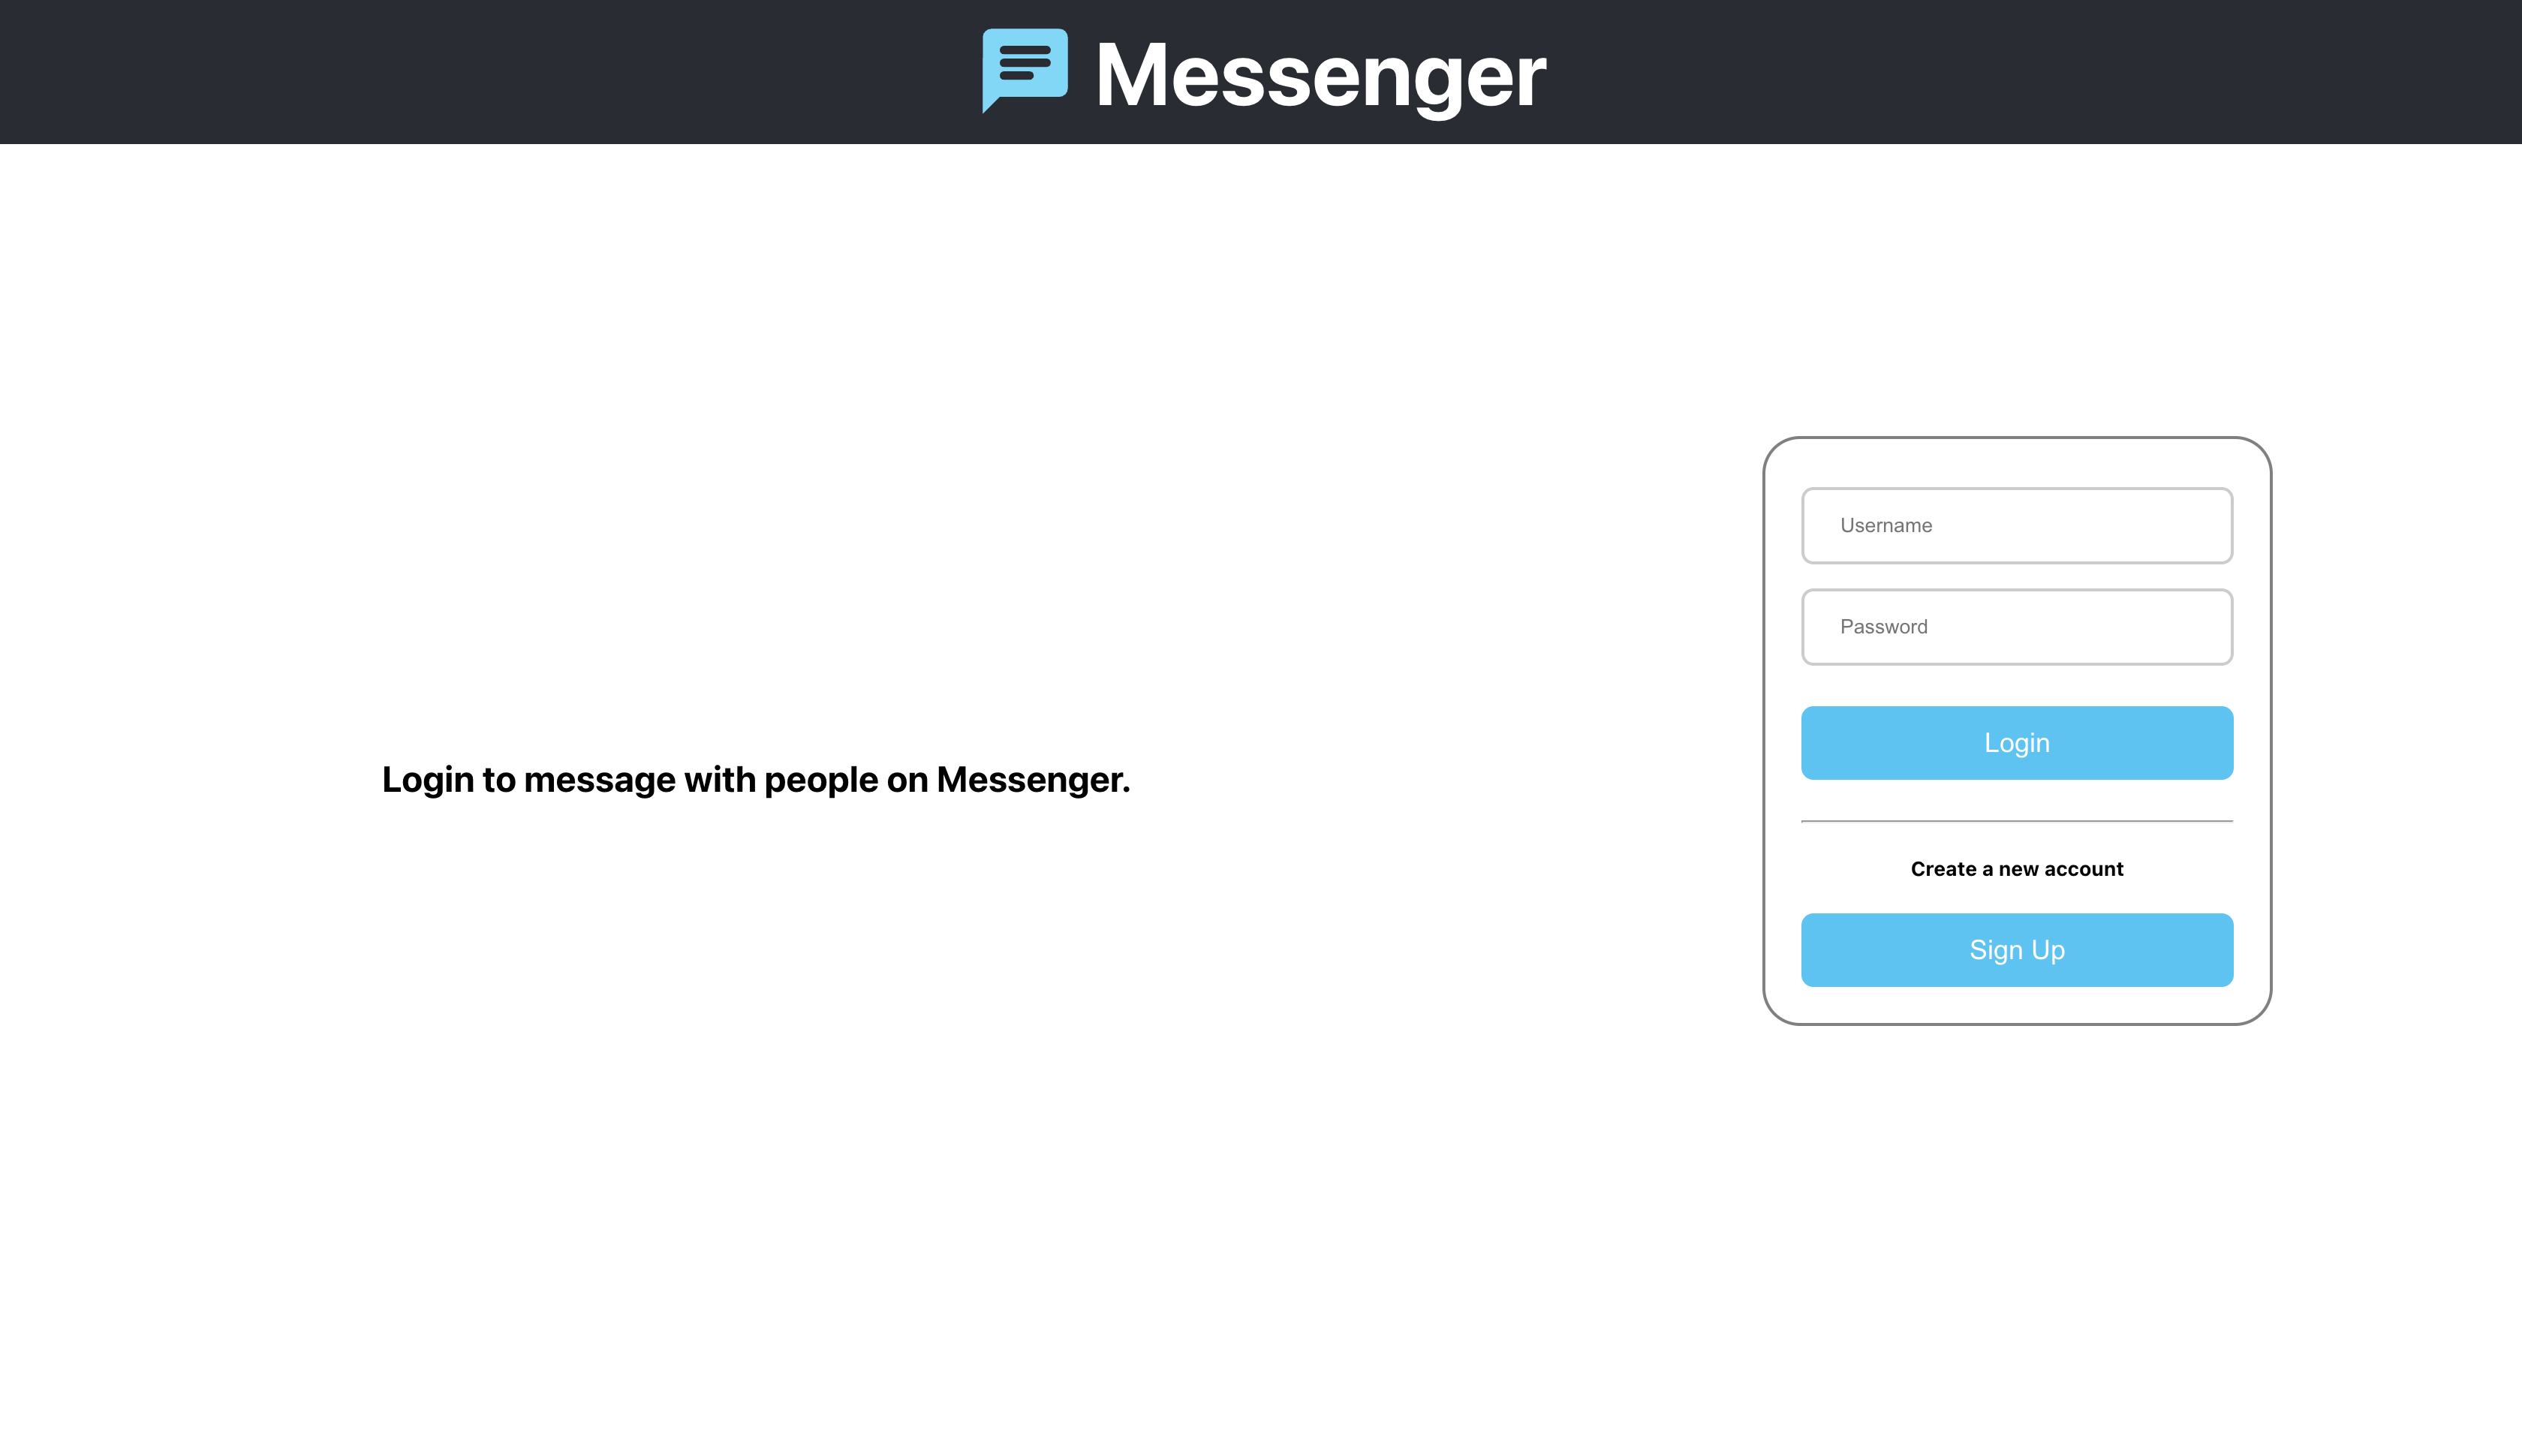 Messenger
Login to message with people on Messenger.
Username
Password
Login
Create a new account
Sign Up